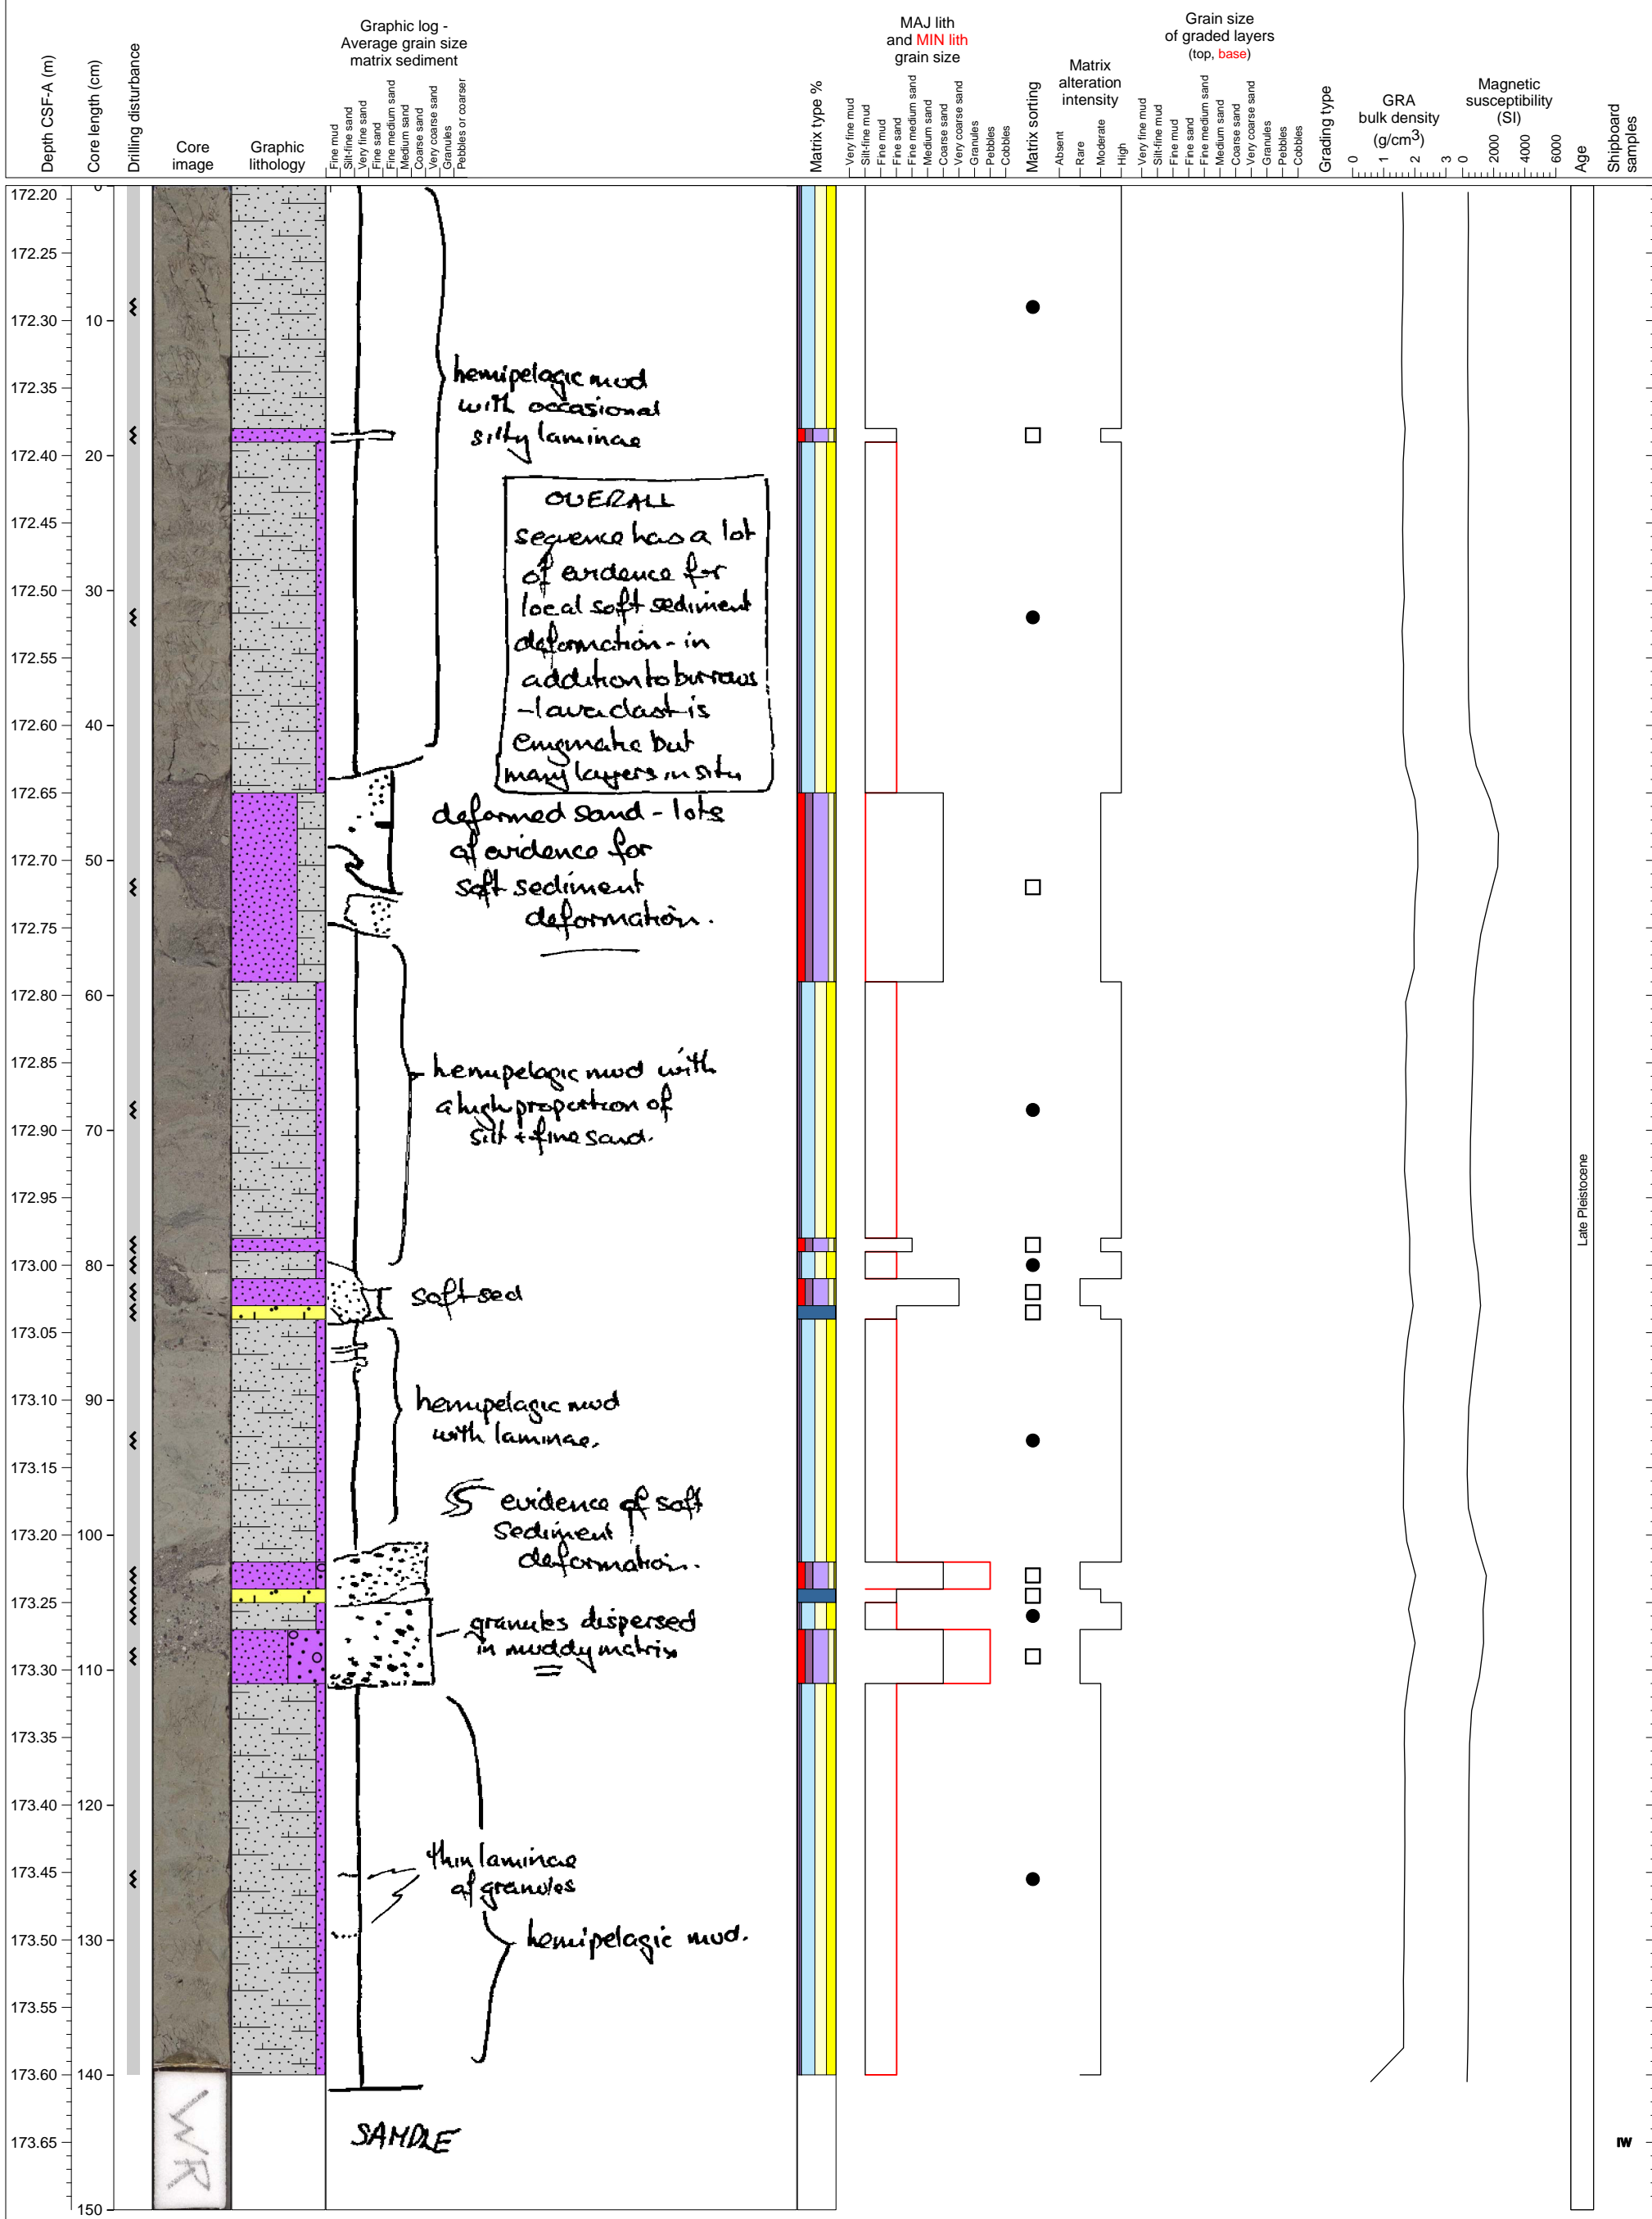 Depth CSF-A (m)
Core length (cm)
Drilling disturbance
Core
image
Graphic
lithology
Graphic log -
Average grain size
matrix sediment
Fine mud
Silt-fine sand
Very fine sand
Fine sand
Fine medium sand
Medium sand
Coarse sand
Very coarse sand
Granules
Pebbles or coarser
Matrix type %
MAJ lith
and MIN lith
grain size
Very fine mud
Silt-fine mud
Fine mud
Fine sand
Fine medium sand
Medium sand
Coarse sand
Very coarse sand
Granules
Pebbles
Cobbles
Matrix sorting
Matrix
alteration
intensity
Absent
Rare
Moderate
High
Grain size
of graded layers
(top, base)
Very fine mud
Silt-fine mud
Fine mud
Fine sand
Fine medium sand
Medium sand
Coarse sand
Very coarse sand
Granules
Pebbles
Cobbles
Grading type
GRA
bulk density
(g/cm3)
0 1 2 3
Magnetic
susceptibility
(SI)
0 2000 4000 6000
Age
Shipboard
samples
172.20 0
172.25
172.30 10
172.35
172.40 20
172.45
172.50 30
172.55
172.60 40
172.65
172.70 50
172.75
172.80 60
172.85
172.90 70
172.95
173.00 80
173.05
173.10 90
173.15
173.20 100
173.25
173.30 110
173.35
173.40 120
173.45
173.50 130
173.55
173.60 140
173.65
150
hemipelagic mud
with occasional
silty laminae
OVERALL
sequence has a lot
of evidence for
local soft sediment
deformation - in
addition to burrows
- lava clast is
enigmatic but
many layers in situ
deformed sand - lots
of evidence for
soft sediment
deformation.
hemipelagic mud with
a high proportion of
silt + fine sand.
soft sed
hemipelagic mud
with laminae.
evidence of soft
sediment
deformation.
granules dispersed
in muddy matrix
thin laminae
of granules
hemipelagic mud.
SAMPLE
WR
Late Pleistocene
IW